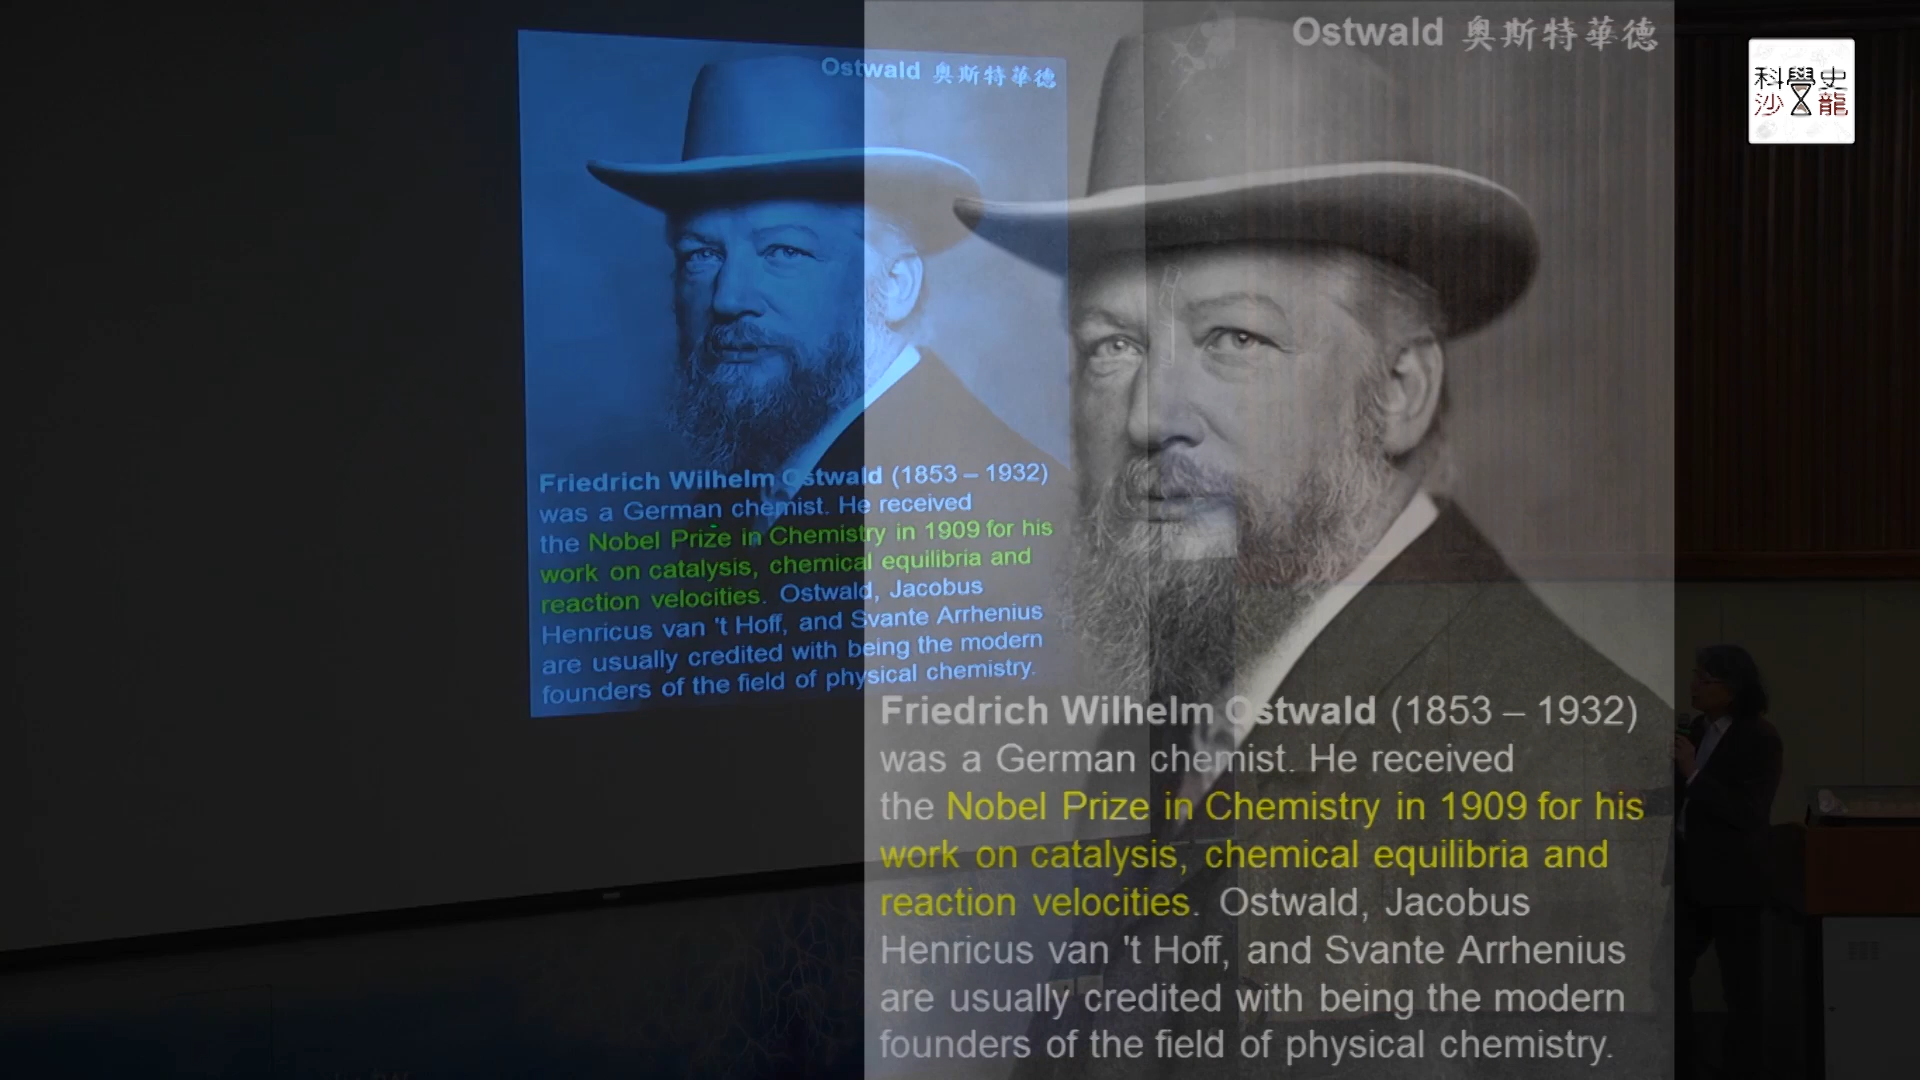 Ostwald 奧斯特華德
Friedrich Wilhelm Ostwald (1853 – 1932)
was a German chemist. He received
the Nobel Prize in Chemistry in 1909 for his
work on catalysis, chemical equilibria and
reaction velocities. Ostwald, Jacobus
Henricus van 't Hoff, and Svante Arrhenius
are usually credited with being the modern
founders of the field of physical chemistry.
Ostwald 奧斯特華德
Friedrich Wilhelm Ostwald (1853 – 1932)
was a German chemist. He received
the Nobel Prize in Chemistry in 1909 for his
work on catalysis, chemical equilibria and
reaction velocities. Ostwald, Jacobus
Henricus van 't Hoff, and Svante Arrhenius
are usually credited with being the modern
founders of the field of physical chemistry.
科學史
沙龍